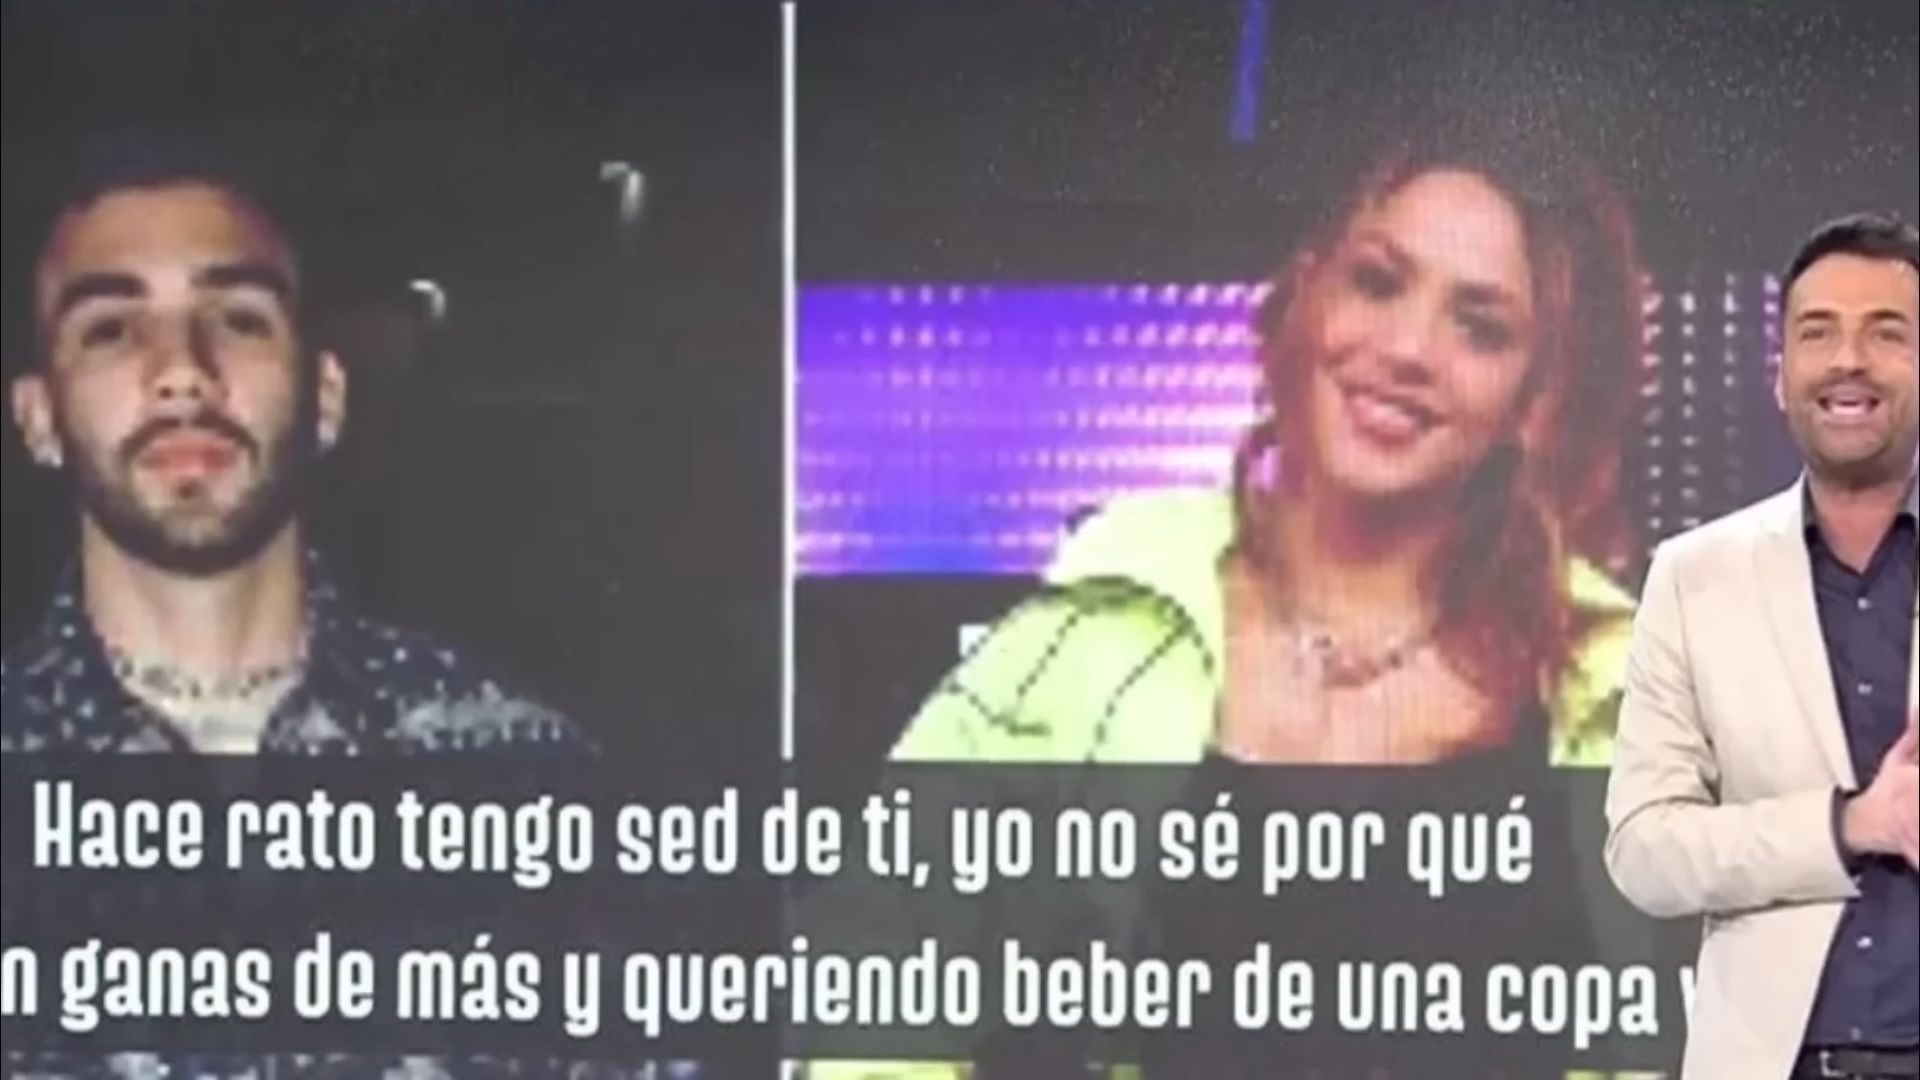 Hace rato tengo sed de ti, yo no sé por qué
ganas de más y queriendo beber de una copa